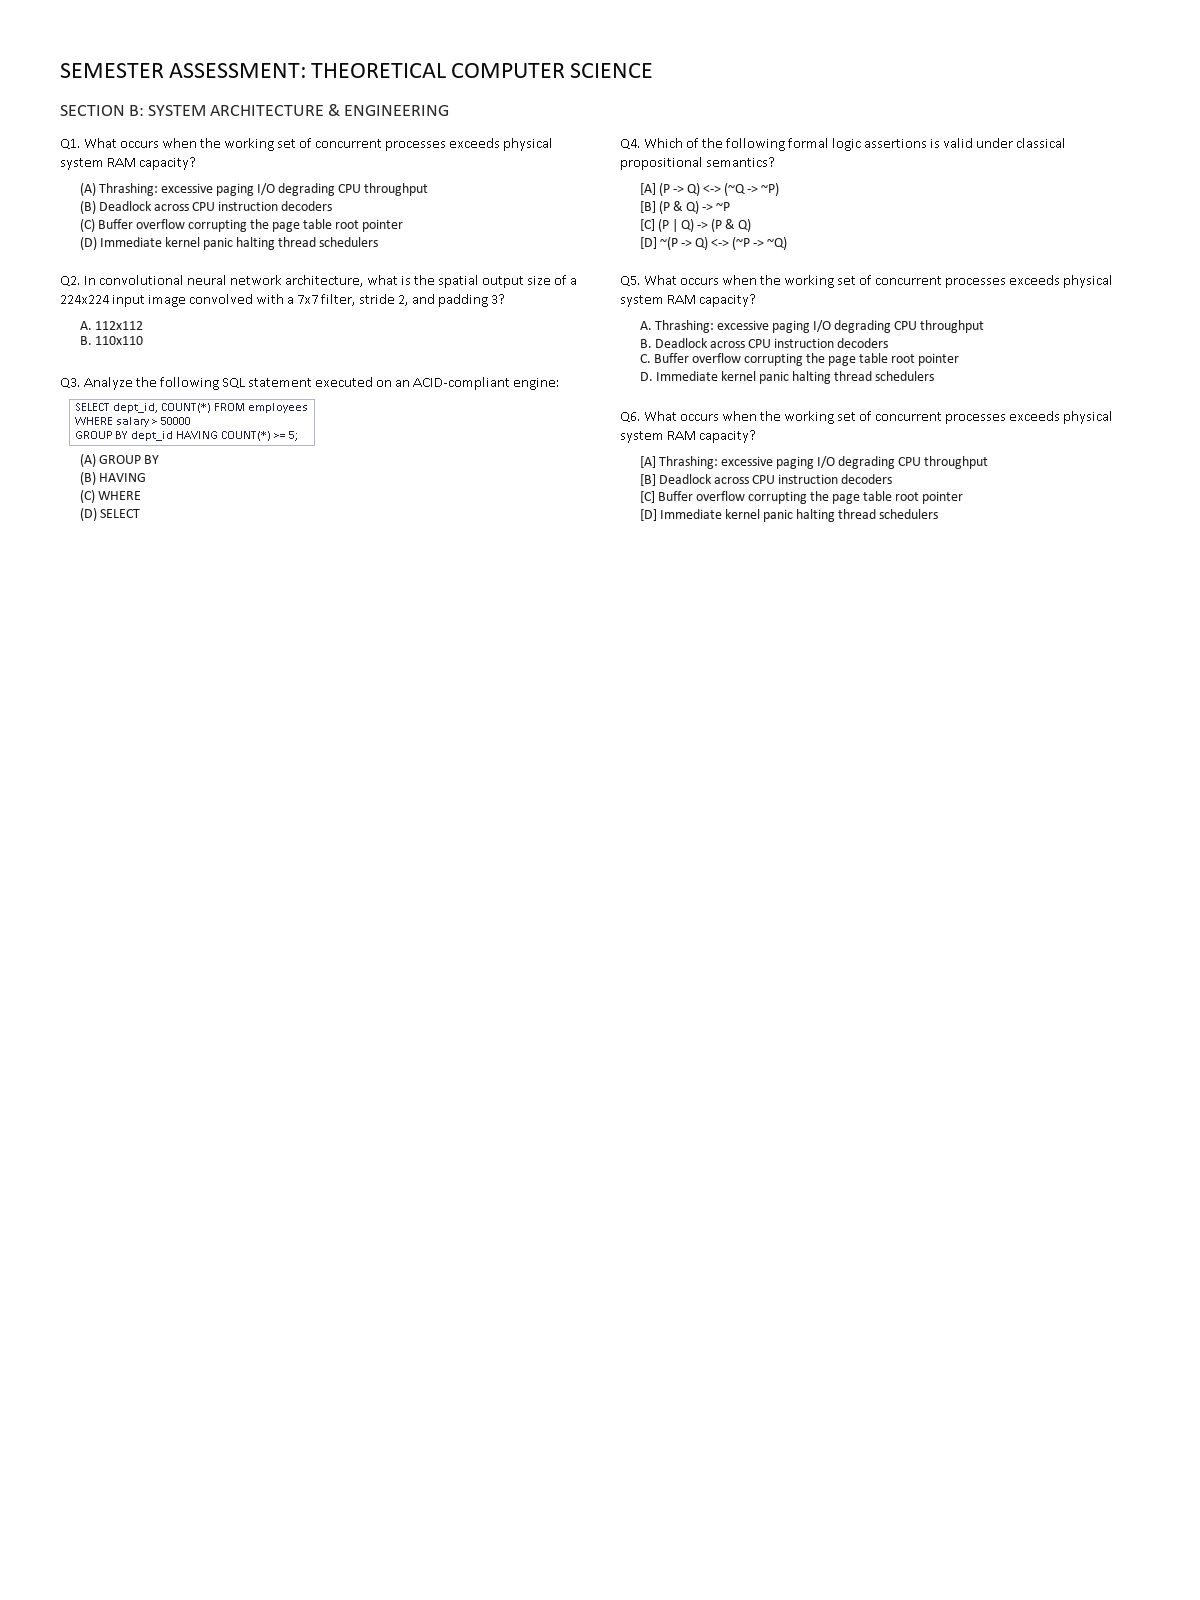 SEMESTER ASSESSMENT: THEORETICAL COMPUTER SCIENCE
SECTION B: SYSTEM ARCHITECTURE & ENGINEERING
Q1. What occurs when the working set of concurrent processes exceeds physical
system RAM capacity?
(A) Thrashing: excessive paging I/O degrading CPU throughput
(B) Deadlock across CPU instruction decoders
(C) Buffer overflow corrupting the page table root pointer
(D) Immediate kernel panic halting thread schedulers
Q2. In convolutional neural network architecture, what is the spatial output size of a
224x224 input image convolved with a 7x7 filter, stride 2, and padding 3?
A. 112x112
B. 110x110
Q3. Analyze the following SQL statement executed on an ACID-compliant engine:
SELECT dept_id, COUNT(*) FROM employees
WHERE salary > 50000
GROUP BY dept_id HAVING COUNT(*) >= 5;
(A) GROUP BY
(B) HAVING
(C) WHERE
(D) SELECT
Q4. Which of the following formal logic assertions is valid under classical
propositional semantics?
[A] (P -> Q) <-> (~Q -> ~P)
[B] (P & Q) -> ~P
[C] (P | Q) -> (P & Q)
[D] ~(P -> Q) <-> (~P -> ~Q)
Q5. What occurs when the working set of concurrent processes exceeds physical
system RAM capacity?
A. Thrashing: excessive paging I/O degrading CPU throughput
B. Deadlock across CPU instruction decoders
C. Buffer overflow corrupting the page table root pointer
D. Immediate kernel panic halting thread schedulers
Q6. What occurs when the working set of concurrent processes exceeds physical
system RAM capacity?
[A] Thrashing: excessive paging I/O degrading CPU throughput
[B] Deadlock across CPU instruction decoders
[C] Buffer overflow corrupting the page table root pointer
[D] Immediate kernel panic halting thread schedulers